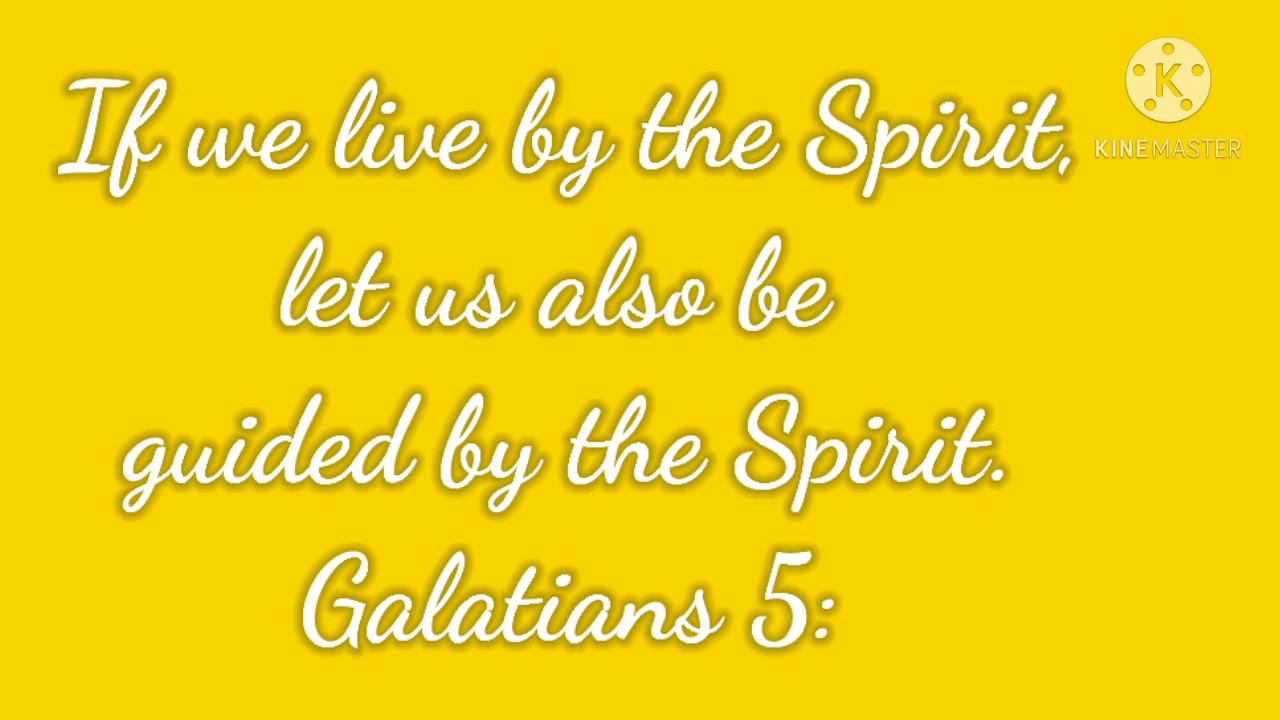 If we live by the Spirit,
K
KINEMASTER
let us also be
guided by the Spirit.
Galatians 5: